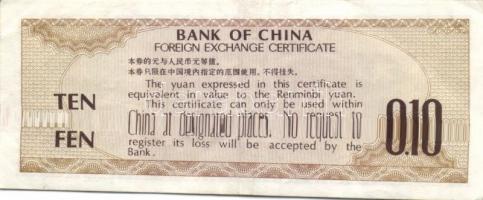 BANK OF CHINA
FOREIGN EXCHANGE CERTIFICATE
本券的元与人民币元等值。
本券只限在中国境内指定的范围使用，不得挂失。
The yuan expressed in this certificate is
equivalent in value to the Renminbi yuan.
This certificate can only be used within
China at designated places. No request to
register its loss will be accepted by the
Bank.
TEN
FEN
0.10